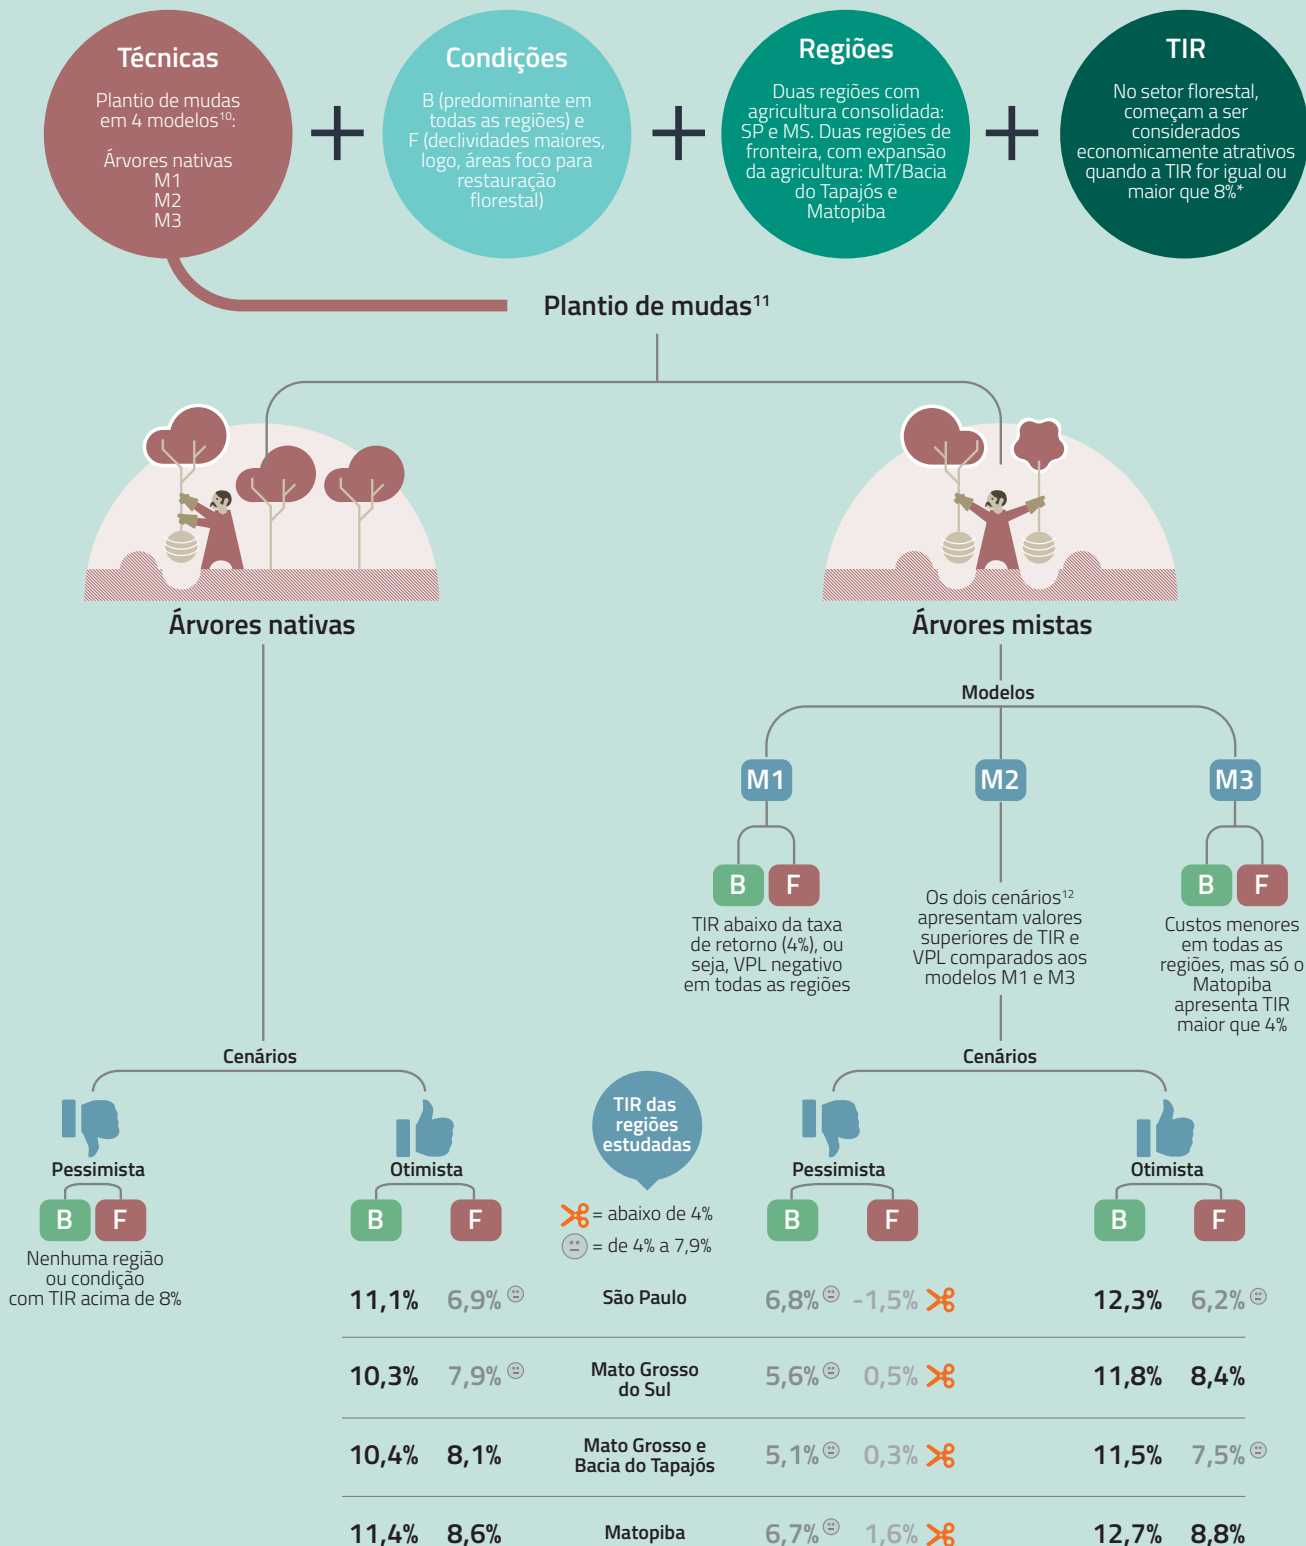 Técnicas
Plantio de mudas
em 4 modelos¹⁰:
Árvores nativas
M1
M2
M3
Condições
B (predominante em
todas as regiões) e
F (declividades maiores,
logo, áreas foco para
restauração
florestal)
Regiões
Duas regiões com
agricultura consolidada:
SP e MS. Duas regiões de
fronteira, com expansão
da agricultura: MT/Bacia
do Tapajós e
Matopiba
TIR
No setor florestal,
começam a ser
considerados
economicamente atrativos
quando a TIR for igual ou
maior que 8%*
Plantio de mudas¹¹
Árvores nativas
Árvores mistas
Modelos
M1
M2
M3
B F
TIR abaixo da taxa
de retorno (4%), ou
seja, VPL negativo
em todas as regiões
Os dois cenários¹²
apresentam valores
superiores de TIR e
VPL comparados aos
modelos M1 e M3
B F
Custos menores
em todas as
regiões, mas só o
Matopiba
apresenta TIR
maior que 4%
Cenários
Pessimista
B F
Nenhuma região
ou condição
com TIR acima de 8%
Otimista
B F
TIR das
regiões
estudadas
= abaixo de 4%
= de 4% a 7,9%
Cenários
Pessimista
B F
Otimista
B F
11,1% 6,9% São Paulo 6,8% -1,5% 12,3% 6,2%
10,3% 7,9% Mato Grosso
do Sul 5,6% 0,5% 11,8% 8,4%
10,4% 8,1% Mato Grosso e
Bacia do Tapajós 5,1% 0,3% 11,5% 7,5%
11,4% 8,6% Matopiba 6,7% 1,6% 12,7% 8,8%